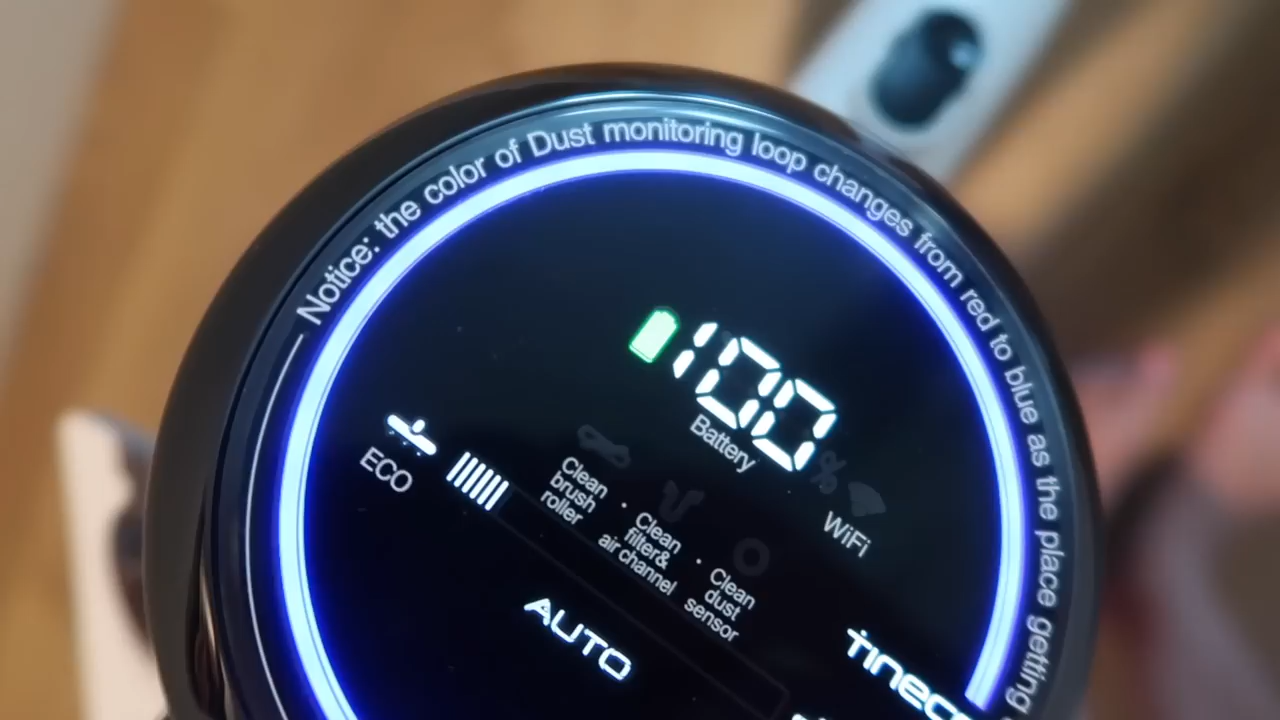 Notice: the color of Dust monitoring loop changes from red to blue as the place getting
100
%
Battery
WiFi
ECO
Clean
brush
roller
Clean
filter&
air channel
Clean
dust
sensor
AUTO